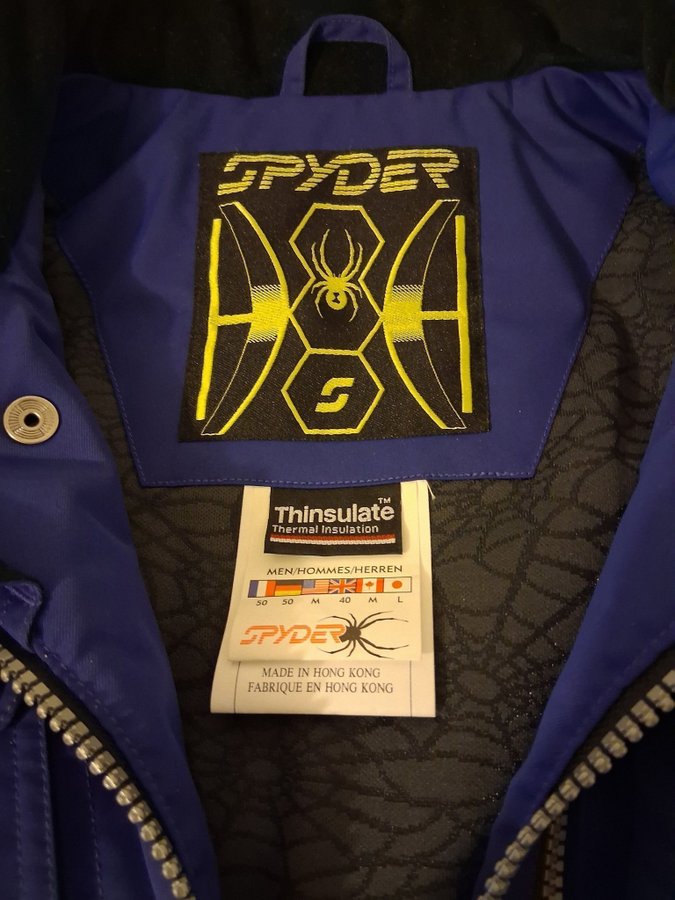 SPYDER
S
Thinsulate™
Thermal Insulation
MEN/HOMMES/HERREN
50 50 M 40 M L
SPYDER
MADE IN HONG KONG
FABRIQUE EN HONG KONG